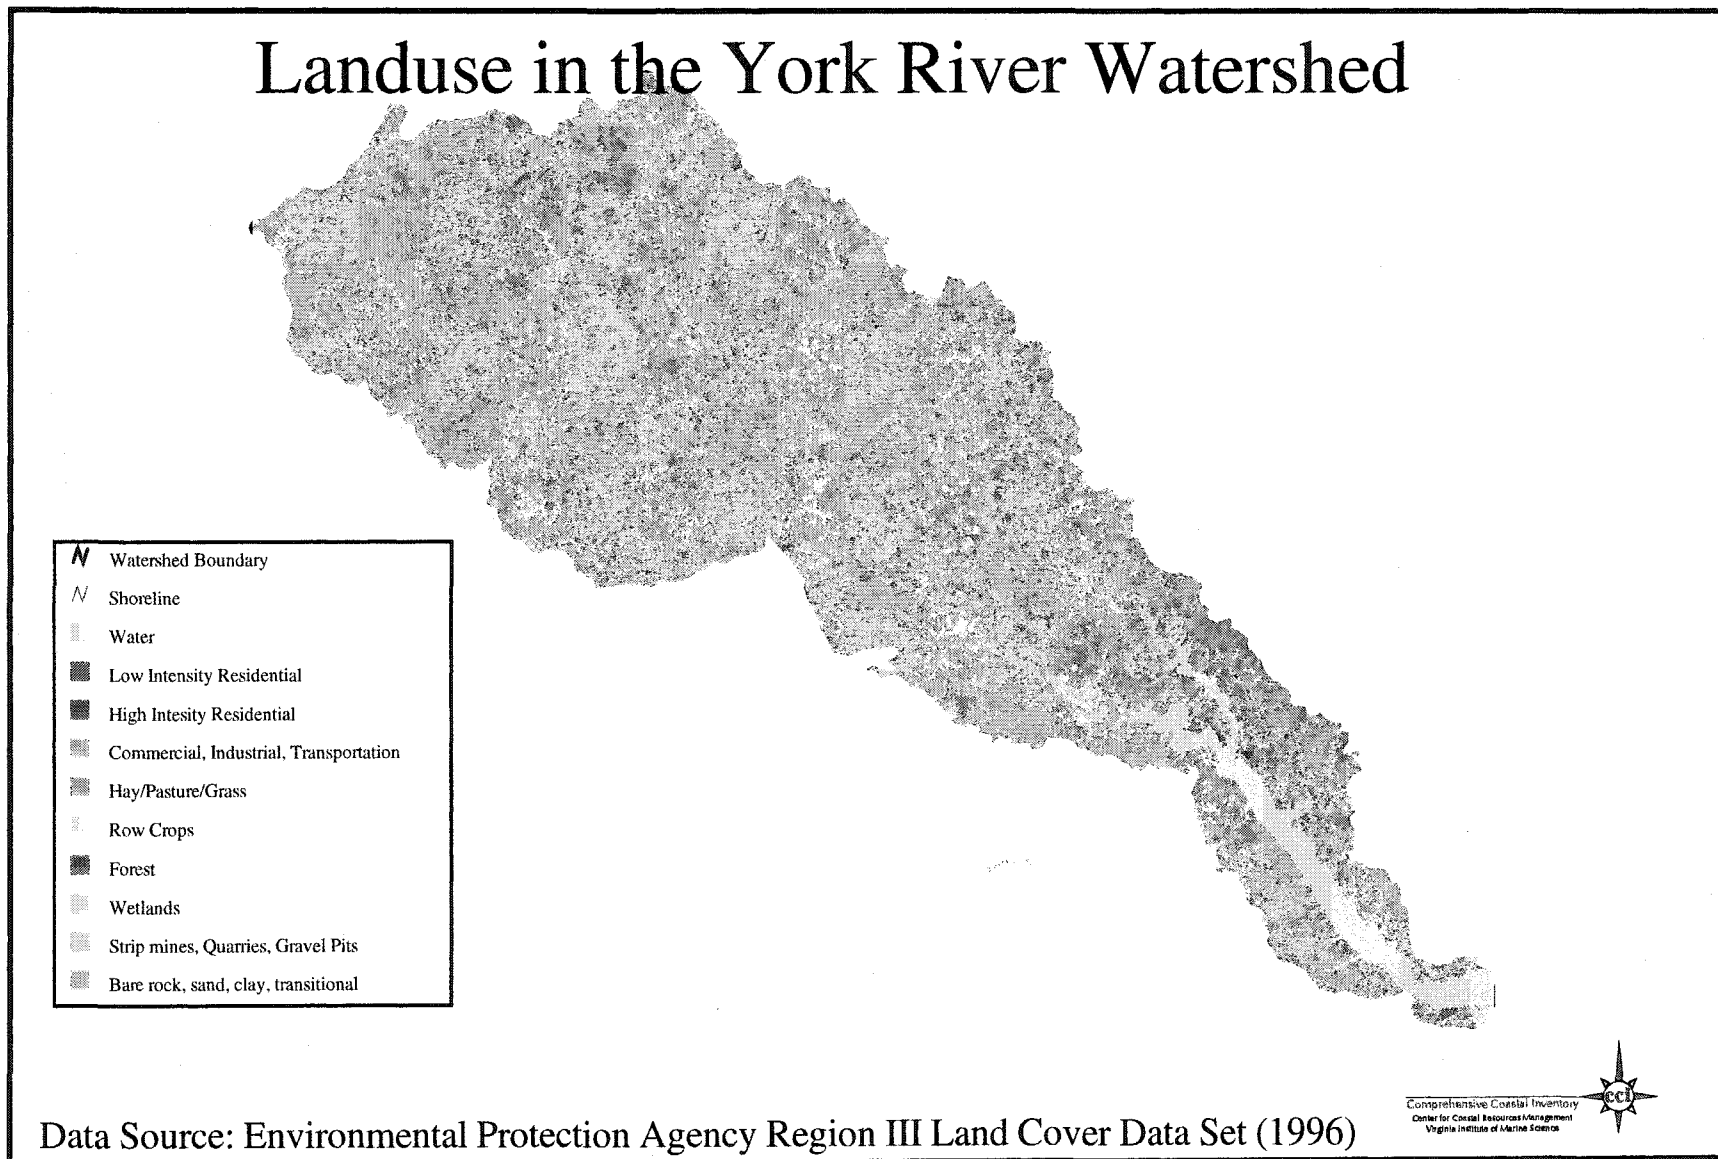 Landuse in the York River Watershed
Watershed Boundary
Shoreline
Water
Low Intensity Residential
High Intesity Residential
Commercial, Industrial, Transportation
Hay/Pasture/Grass
Row Crops
Forest
Wetlands
Strip mines, Quarries, Gravel Pits
Bare rock, sand, clay, transitional
Comprehensive Coastal Inventory
Center for Coastal Resources Management
Virginia Institute of Marine Science
cci
Data Source: Environmental Protection Agency Region III Land Cover Data Set (1996)